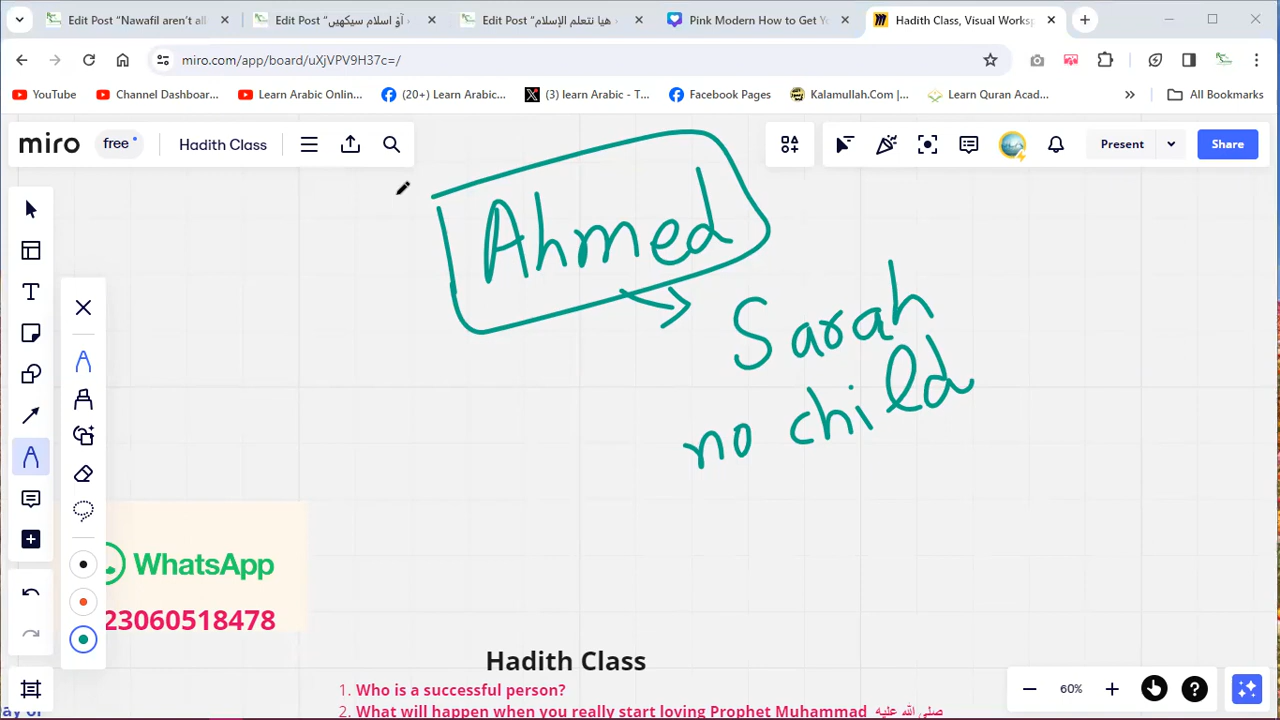 Edit Post “Nawafil aren’t all
Edit Post “آؤ اسلام سیکھیں
Edit Post “هيا نتعلم الإسلام
Pink Modern How to Get Yo
Hadith Class, Visual Worksp
miro.com/app/board/uXjVPV9H37c=/
YouTube
Channel Dashboar...
Learn Arabic Onlin...
(20+) Learn Arabic...
(3) learn Arabic - T...
Facebook Pages
Kalamullah.Com |...
Learn Quran Acad...
All Bookmarks
miro free Hadith Class
Present
Share
Ahmed
Sarah
no child
WhatsApp
23060518478
Hadith Class
1. Who is a successful person?
2. What will happen when you really start loving Prophet Muhammad صلى الله عليه
60%